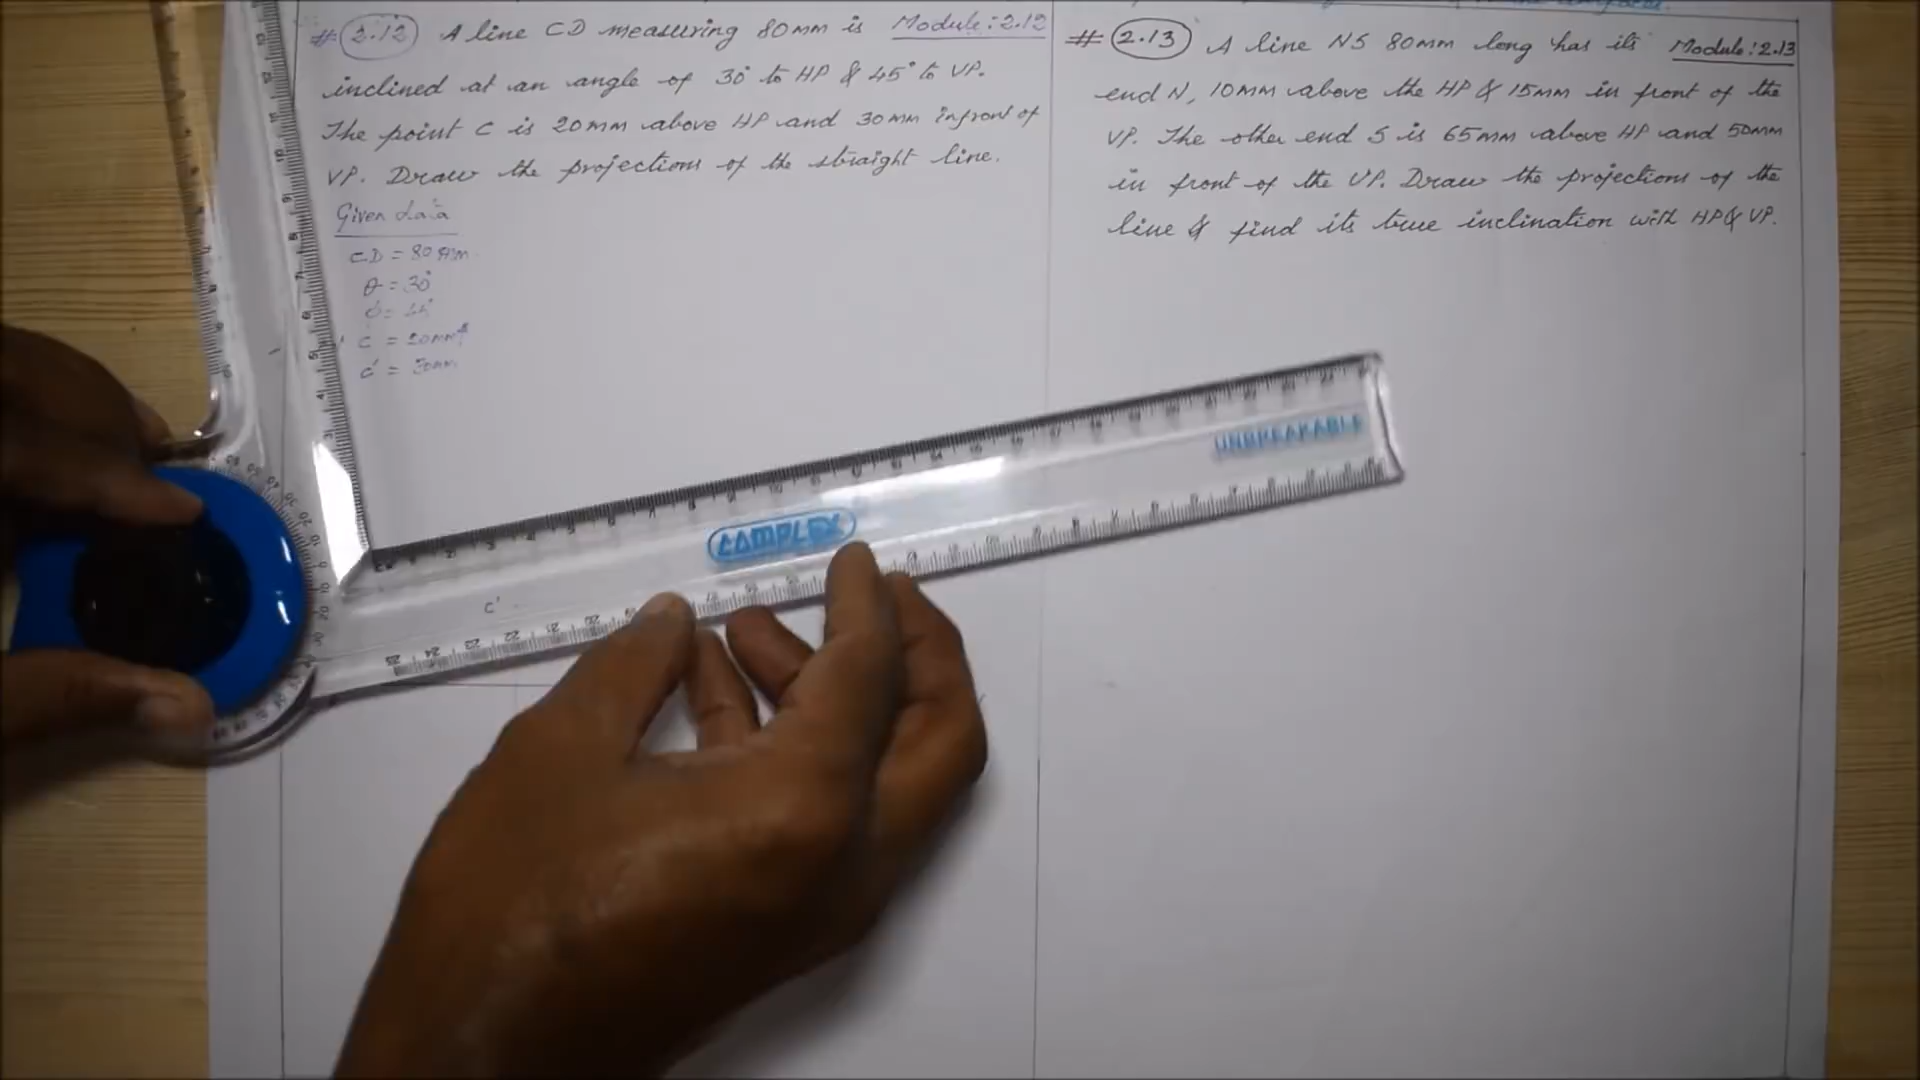 # 2.12 A line CD measuring 80mm is Module: 2.12
inclined at an angle of 30° to HP & 45° to VP.
The point C is 20mm above HP and 30mm infront of
VP. Draw the projections of the straight line.
Given data
CD = 80mm
θ = 30°
C = 20mm
c' = 30mm
c'
# 2.13 A line NS 80mm long has its Module: 2.13
end N, 10mm above the HP & 15mm in front of the
VP. The other end S is 65mm above HP and 50mm
in front of the VP. Draw the projections of the
line & find its true inclination with HP & VP.
COMPLEX
UNBREAKABLE